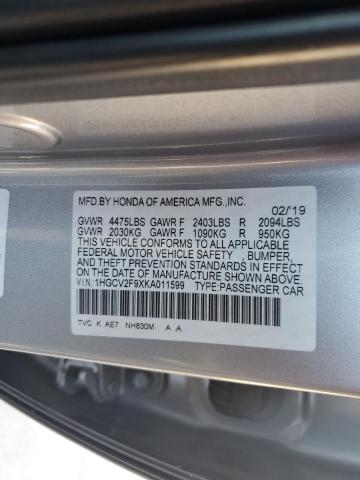 MFD.BY HONDA OF AMERICA MFG.,INC. 02/'19
GVWR 4475LBS GAWR F 2403LBS R 2094LBS
GVWR 2030KG GAWR F 1090KG R 950KG
THIS VEHICLE CONFORMS TO ALL APPLICABLE
FEDERAL MOTOR VEHICLE SAFETY, BUMPER,
AND THEFT PREVENTION STANDARDS IN EFFECT
ON THE DATE OF MANUFACTURE SHOWN ABOVE.
V.I.N: 1HGCV2F9XKA011599 TYPE:PASSENGER CAR
TVC K AE7 NH830M A A